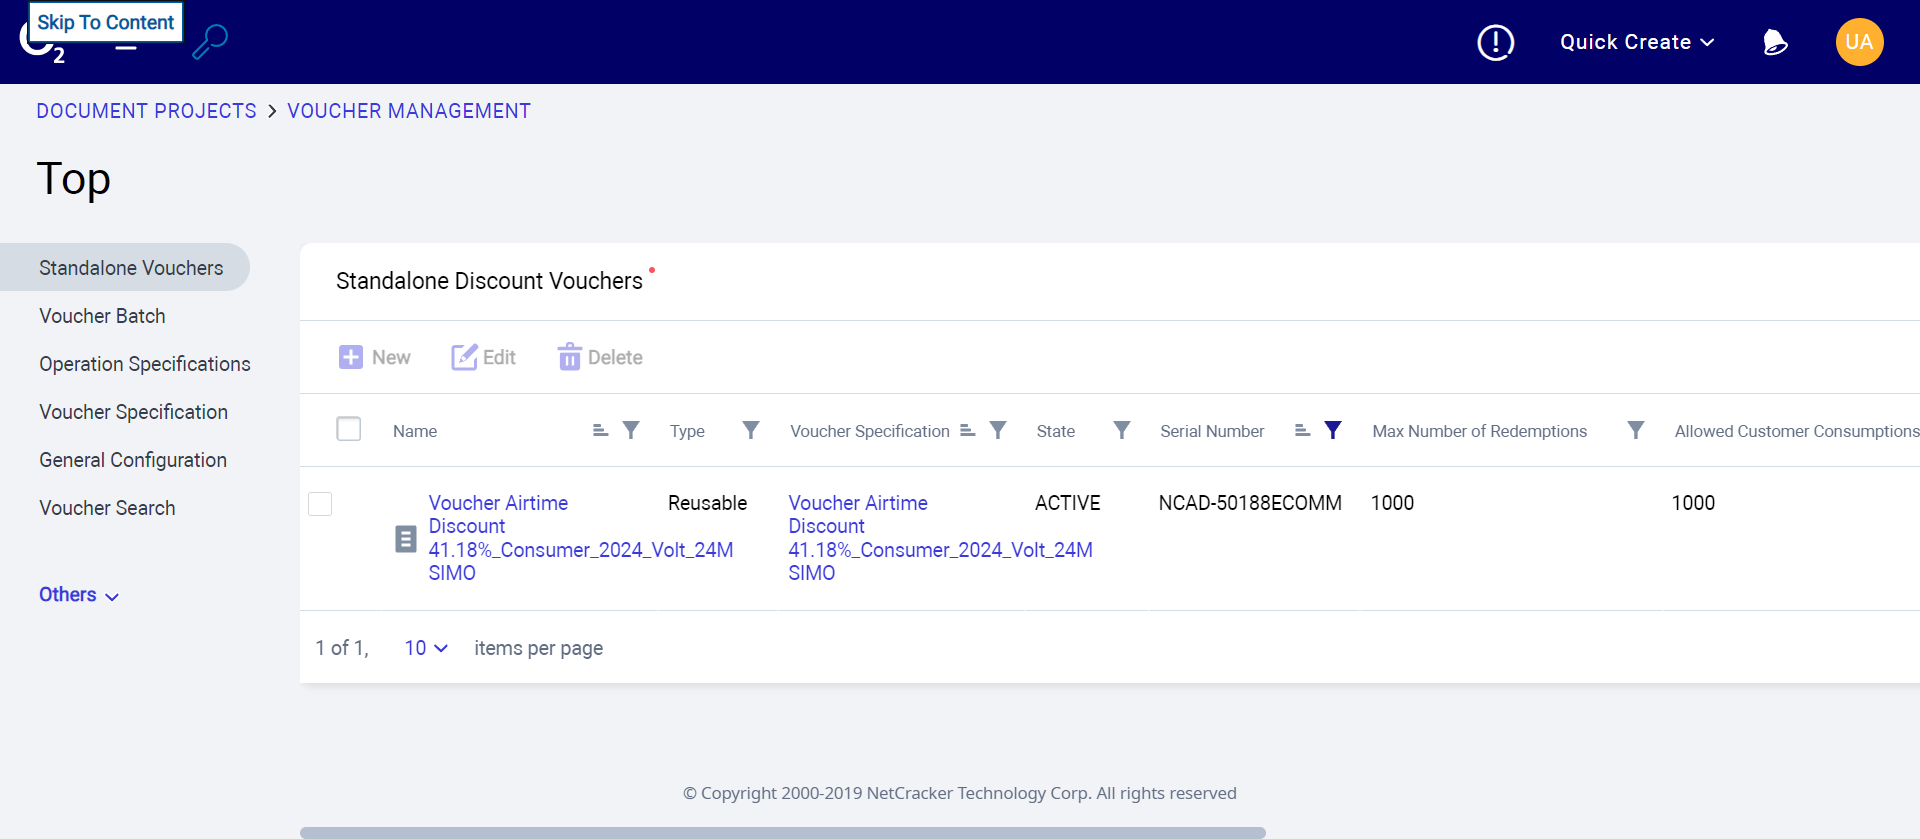 Skip To Content
2
Quick Create
UA
DOCUMENT PROJECTS > VOUCHER MANAGEMENT
Top
Standalone Vouchers
Voucher Batch
Operation Specifications
Voucher Specification
General Configuration
Voucher Search
Others
Standalone Discount Vouchers
New Edit Delete
Name Type Voucher Specification State Serial Number Max Number of Redemptions Allowed Customer Consumptions
Voucher Airtime Reusable Voucher Airtime ACTIVE NCAD-50188ECOMM 1000 1000
Discount Discount
41.18%_Consumer_2024_Volt_24M 41.18%_Consumer_2024_Volt_24M
SIMO SIMO
1 of 1, 10 items per page
© Copyright 2000-2019 NetCracker Technology Corp. All rights reserved